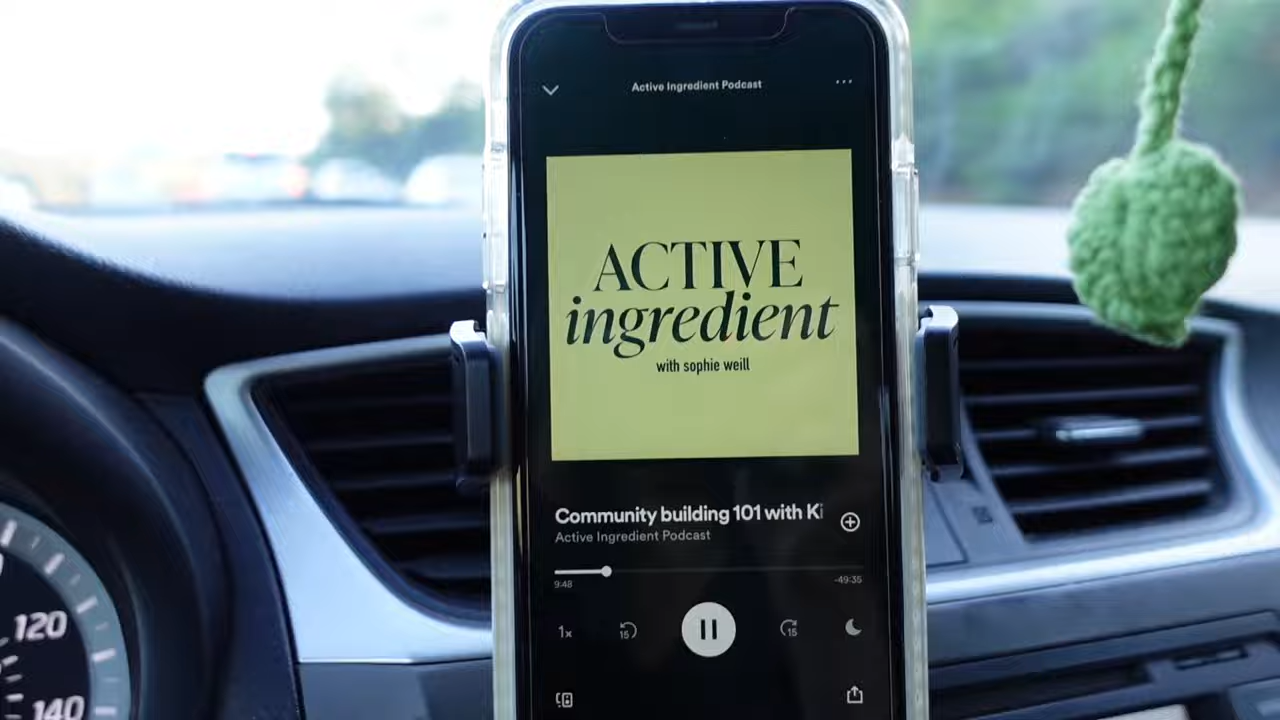 Active Ingredient Podcast
ACTIVE
ingredient
with sophie weill
Community building 101 with Ki
Active Ingredient Podcast
9:48
-49:35
1x
15
15
120
140